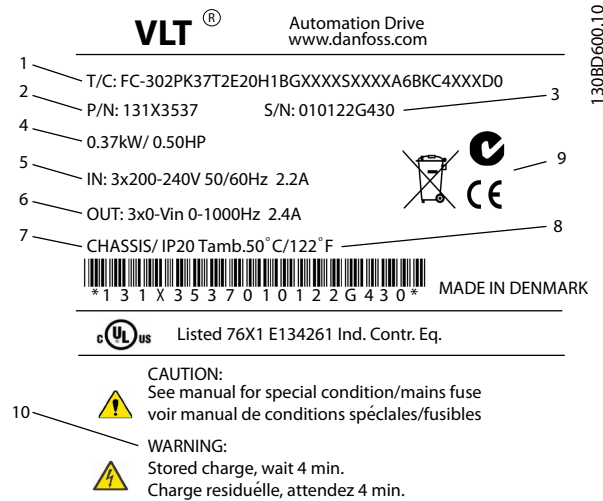 VLT ®
Automation Drive
www.danfoss.com
130BD600.10
1
T/C: FC-302PK37T2E20H1BGXXXXSXXXXA6BKC4XXXD0
2
P/N: 131X3537 S/N: 010122G430
3
4
0.37kW/ 0.50HP
5
IN: 3x200-240V 50/60Hz 2.2A
9
CE
6
OUT: 3x0-Vin 0-1000Hz 2.4A
7
CHASSIS/ IP20 Tamb.50˚C/122˚F
8
*131X3537010122G430*
MADE IN DENMARK
c UL us Listed 76X1 E134261 Ind. Contr. Eq.
CAUTION:
See manual for special condition/mains fuse
voir manual de conditions spéclales/fusibles
10
WARNING:
Stored charge, wait 4 min.
Charge residuélle, attendez 4 min.